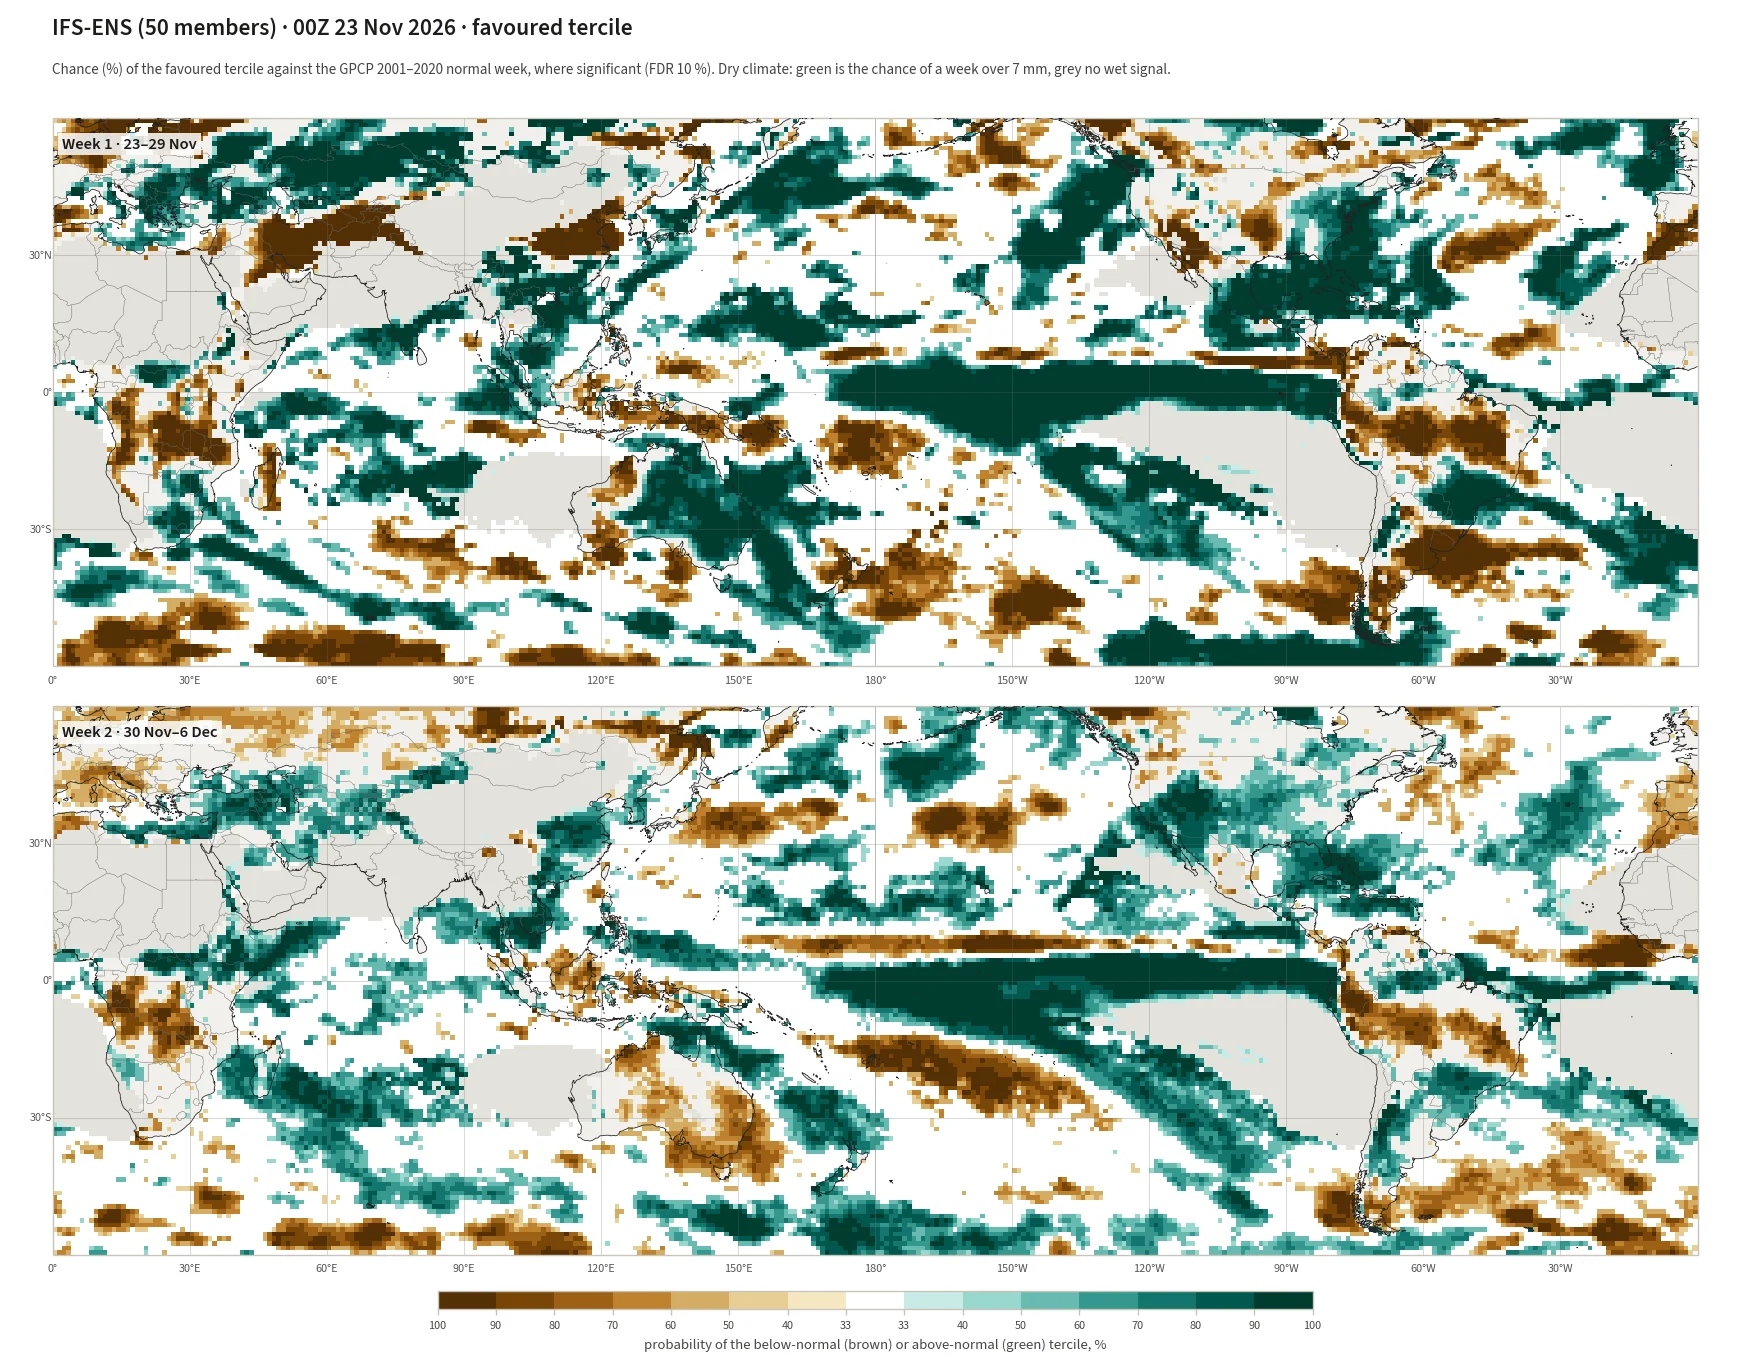 IFS-ENS (50 members) · 00Z 23 Nov 2026 · favoured tercile
Chance (%) of the favoured tercile against the GPCP 2001–2020 normal week, where significant (FDR 10 %). Dry climate: green is the chance of a week over 7 mm, grey no wet signal.
Week 1 · 23–29 Nov
30°N
0°
30°S
0° 30°E 60°E 90°E 120°E 150°E 180° 150°W 120°W 90°W 60°W 30°W
Week 2 · 30 Nov–6 Dec
30°N
0°
30°S
0° 30°E 60°E 90°E 120°E 150°E 180° 150°W 120°W 90°W 60°W 30°W
100 90 80 70 60 50 40 33 33 40 50 60 70 80 90 100
probability of the below-normal (brown) or above-normal (green) tercile, %